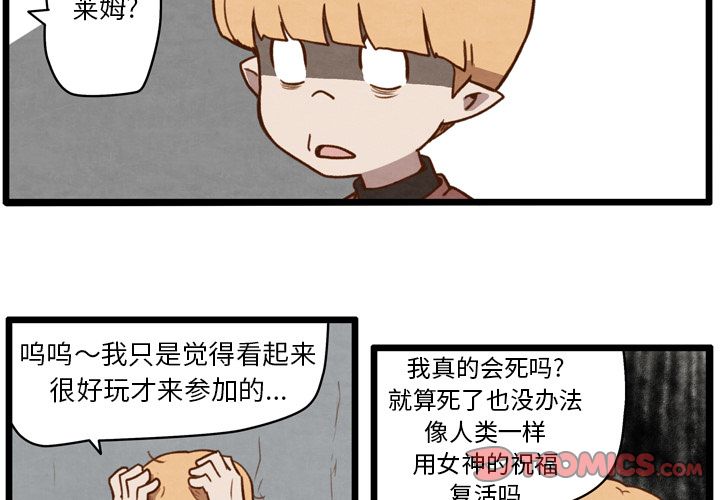 莱姆?
呜呜～我只是觉得看起来
很好玩才来参加的...
我真的会死吗?
就算死了也没办法
像人类一样
用女神的祝福
复活吗
OMICS.COM